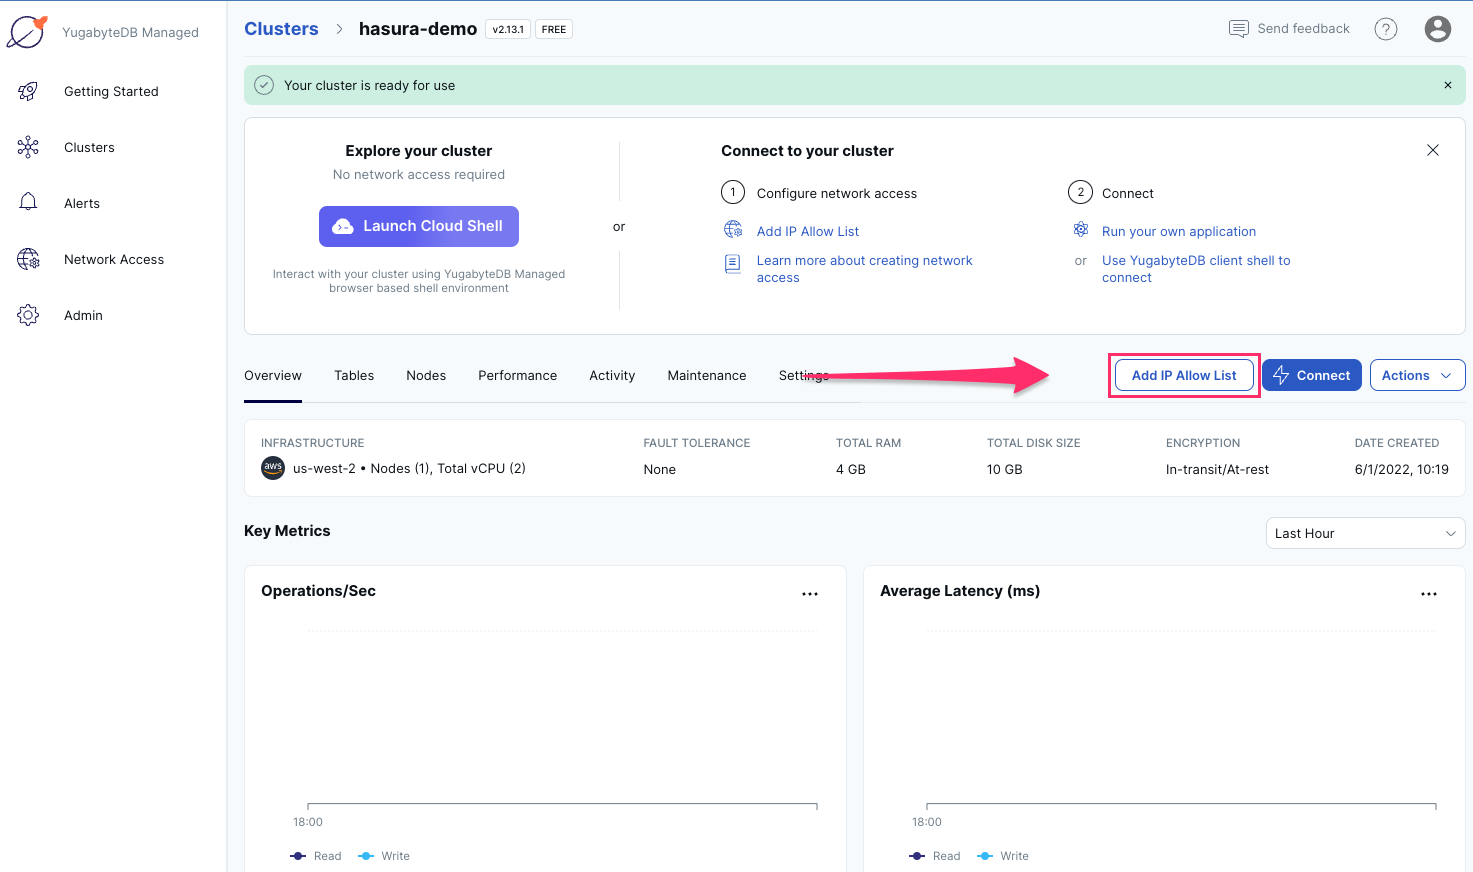 YugabyteDB Managed
Getting Started
Clusters
Alerts
Network Access
Admin
Clusters > hasura-demo v2.13.1 FREE
Send feedback ?
Your cluster is ready for use
Explore your cluster
No network access required
Launch Cloud Shell
Interact with your cluster using YugabyteDB Managed
browser based shell environment
or
Connect to your cluster
1 Configure network access
Add IP Allow List
Learn more about creating network
access
2 Connect
Run your own application
or Use YugabyteDB client shell to
connect
Overview Tables Nodes Performance Activity Maintenance Settings
Add IP Allow List Connect Actions
INFRASTRUCTURE
aws us-west-2 • Nodes (1), Total vCPU (2)
FAULT TOLERANCE
None
TOTAL RAM
4 GB
TOTAL DISK SIZE
10 GB
ENCRYPTION
In-transit/At-rest
DATE CREATED
6/1/2022, 10:19
Key Metrics
Last Hour
Operations/Sec
18:00
Read Write
Average Latency (ms)
18:00
Read Write